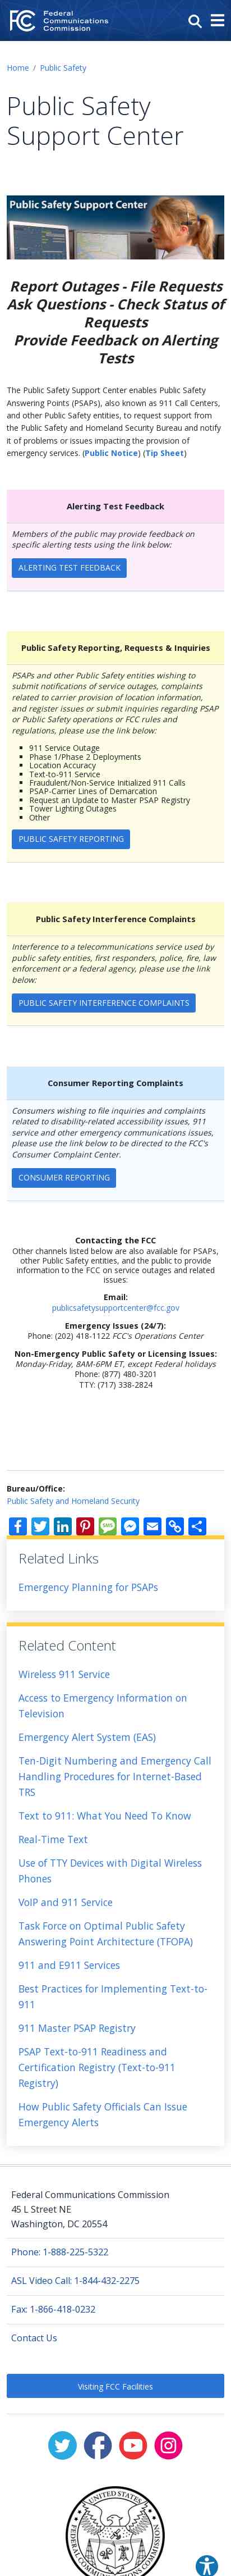 Federal
Communications
Commission
Home / Public Safety
Public Safety
Support Center
Public Safety Support Center
Report Outages - File Requests
Ask Questions - Check Status of
Requests
Provide Feedback on Alerting
Tests
The Public Safety Support Center enables Public Safety
Answering Points (PSAPs), also known as 911 Call Centers,
and other Public Safety entities, to request support from
the Public Safety and Homeland Security Bureau and notify
it of problems or issues impacting the provision of
emergency services. (Public Notice) (Tip Sheet)
Alerting Test Feedback
Members of the public may provide feedback on
specific alerting tests using the link below:
ALERTING TEST FEEDBACK
Public Safety Reporting, Requests & Inquiries
PSAPs and other Public Safety entities wishing to
submit notifications of service outages, complaints
related to carrier provision of location information,
and register issues or submit inquiries regarding PSAP
or Public Safety operations or FCC rules and
regulations, please use the link below:
911 Service Outage
Phase 1/Phase 2 Deployments
Location Accuracy
Text-to-911 Service
Fraudulent/Non-Service Initialized 911 Calls
PSAP-Carrier Lines of Demarcation
Request an Update to Master PSAP Registry
Tower Lighting Outages
Other
PUBLIC SAFETY REPORTING
Public Safety Interference Complaints
Interference to a telecommunications service used by
public safety entities, first responders, police, fire, law
enforcement or a federal agency, please use the link
below:
PUBLIC SAFETY INTERFERENCE COMPLAINTS
Consumer Reporting Complaints
Consumers wishing to file inquiries and complaints
related to disability-related accessibility issues, 911
service and other emergency communications issues,
please use the link below to be directed to the FCC's
Consumer Complaint Center.
CONSUMER REPORTING
Contacting the FCC
Other channels listed below are also available for PSAPs,
other Public Safety entities, and the public to provide
information to the FCC on service outages and related
issues:
Email:
publicsafetysupportcenter@fcc.gov
Emergency Issues (24/7):
Phone: (202) 418-1122 FCC's Operations Center
Non-Emergency Public Safety or Licensing Issues:
Monday-Friday, 8AM-6PM ET, except Federal holidays
Phone: (877) 480-3201
TTY: (717) 338-2824
Bureau/Office:
Public Safety and Homeland Security
Related Links
Emergency Planning for PSAPs
Related Content
Wireless 911 Service
Access to Emergency Information on
Television
Emergency Alert System (EAS)
Ten-Digit Numbering and Emergency Call
Handling Procedures for Internet-Based
TRS
Text to 911: What You Need To Know
Real-Time Text
Use of TTY Devices with Digital Wireless
Phones
VoIP and 911 Service
Task Force on Optimal Public Safety
Answering Point Architecture (TFOPA)
911 and E911 Services
Best Practices for Implementing Text-to-
911
911 Master PSAP Registry
PSAP Text-to-911 Readiness and
Certification Registry (Text-to-911
Registry)
How Public Safety Officials Can Issue
Emergency Alerts
Federal Communications Commission
45 L Street NE
Washington, DC 20554
Phone: 1-888-225-5322
ASL Video Call: 1-844-432-2275
Fax: 1-866-418-0232
Contact Us
Visiting FCC Facilities